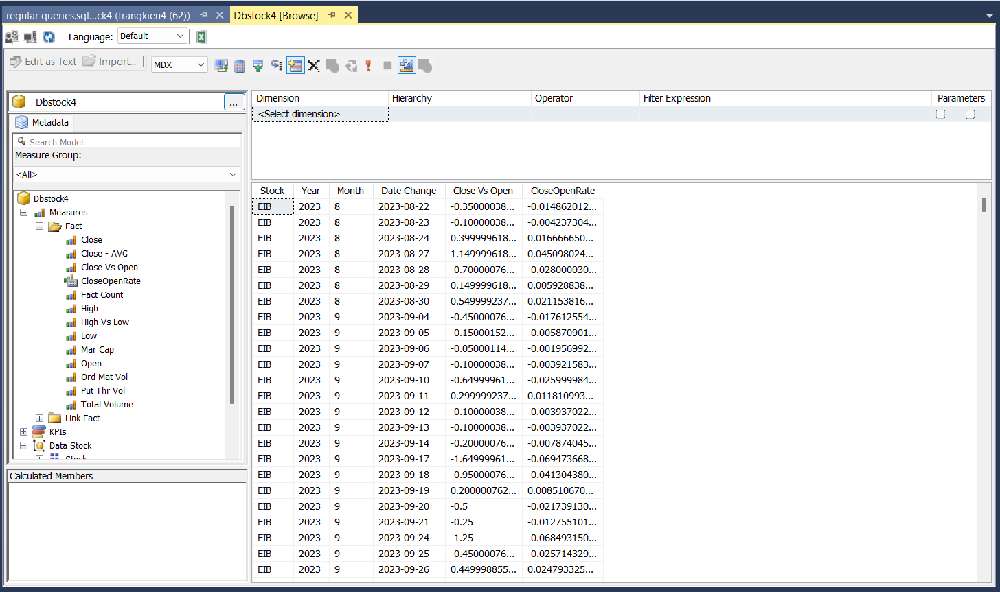 regular queries.sql...ck4 (trangkieu4 (62))
Dbstock4 [Browse]
Language: Default
Edit as Text Import... MDX
Dbstock4 ...
Metadata
Search Model
Measure Group:
<All>
Dbstock4
Measures
Fact
Close
Close - AVG
Close Vs Open
CloseOpenRate
Fact Count
High
High Vs Low
Low
Mar Cap
Open
Ord Mat Vol
Put Thr Vol
Total Volume
Link Fact
KPIs
Data Stock
Stock
Calculated Members
Dimension Hierarchy Operator Filter Expression Parameters
<Select dimension>
Stock Year Month Date Change Close Vs Open CloseOpenRate
EIB 2023 8 2023-08-22 -0.35000038... -0.014862012...
EIB 2023 8 2023-08-23 -0.10000038... -0.004237304...
EIB 2023 8 2023-08-24 0.399999618... 0.016666650...
EIB 2023 8 2023-08-27 1.149999618... 0.045098024...
EIB 2023 8 2023-08-28 -0.70000076... -0.028000030...
EIB 2023 8 2023-08-29 0.149999618... 0.005928838...
EIB 2023 8 2023-08-30 0.549999237... 0.021153816...
EIB 2023 9 2023-09-04 -0.45000076... -0.017612554...
EIB 2023 9 2023-09-05 -0.15000152... -0.005870901...
EIB 2023 9 2023-09-06 -0.05000114... -0.001956992...
EIB 2023 9 2023-09-07 -0.10000038... -0.003921583...
EIB 2023 9 2023-09-10 -0.64999961... -0.025999984...
EIB 2023 9 2023-09-11 0.299999237... 0.011810993...
EIB 2023 9 2023-09-12 -0.10000038... -0.003937022...
EIB 2023 9 2023-09-13 -0.10000038... -0.003937022...
EIB 2023 9 2023-09-14 -0.20000076... -0.007874045...
EIB 2023 9 2023-09-17 -1.64999961... -0.069473668...
EIB 2023 9 2023-09-18 -0.95000076... -0.041304380...
EIB 2023 9 2023-09-19 0.200000762... 0.008510670...
EIB 2023 9 2023-09-20 -0.5 -0.021739130...
EIB 2023 9 2023-09-21 -0.25 -0.012755101...
EIB 2023 9 2023-09-24 -1.25 -0.068493150...
EIB 2023 9 2023-09-25 -0.45000076... -0.025714329...
EIB 2023 9 2023-09-26 0.449998855... 0.024793325...